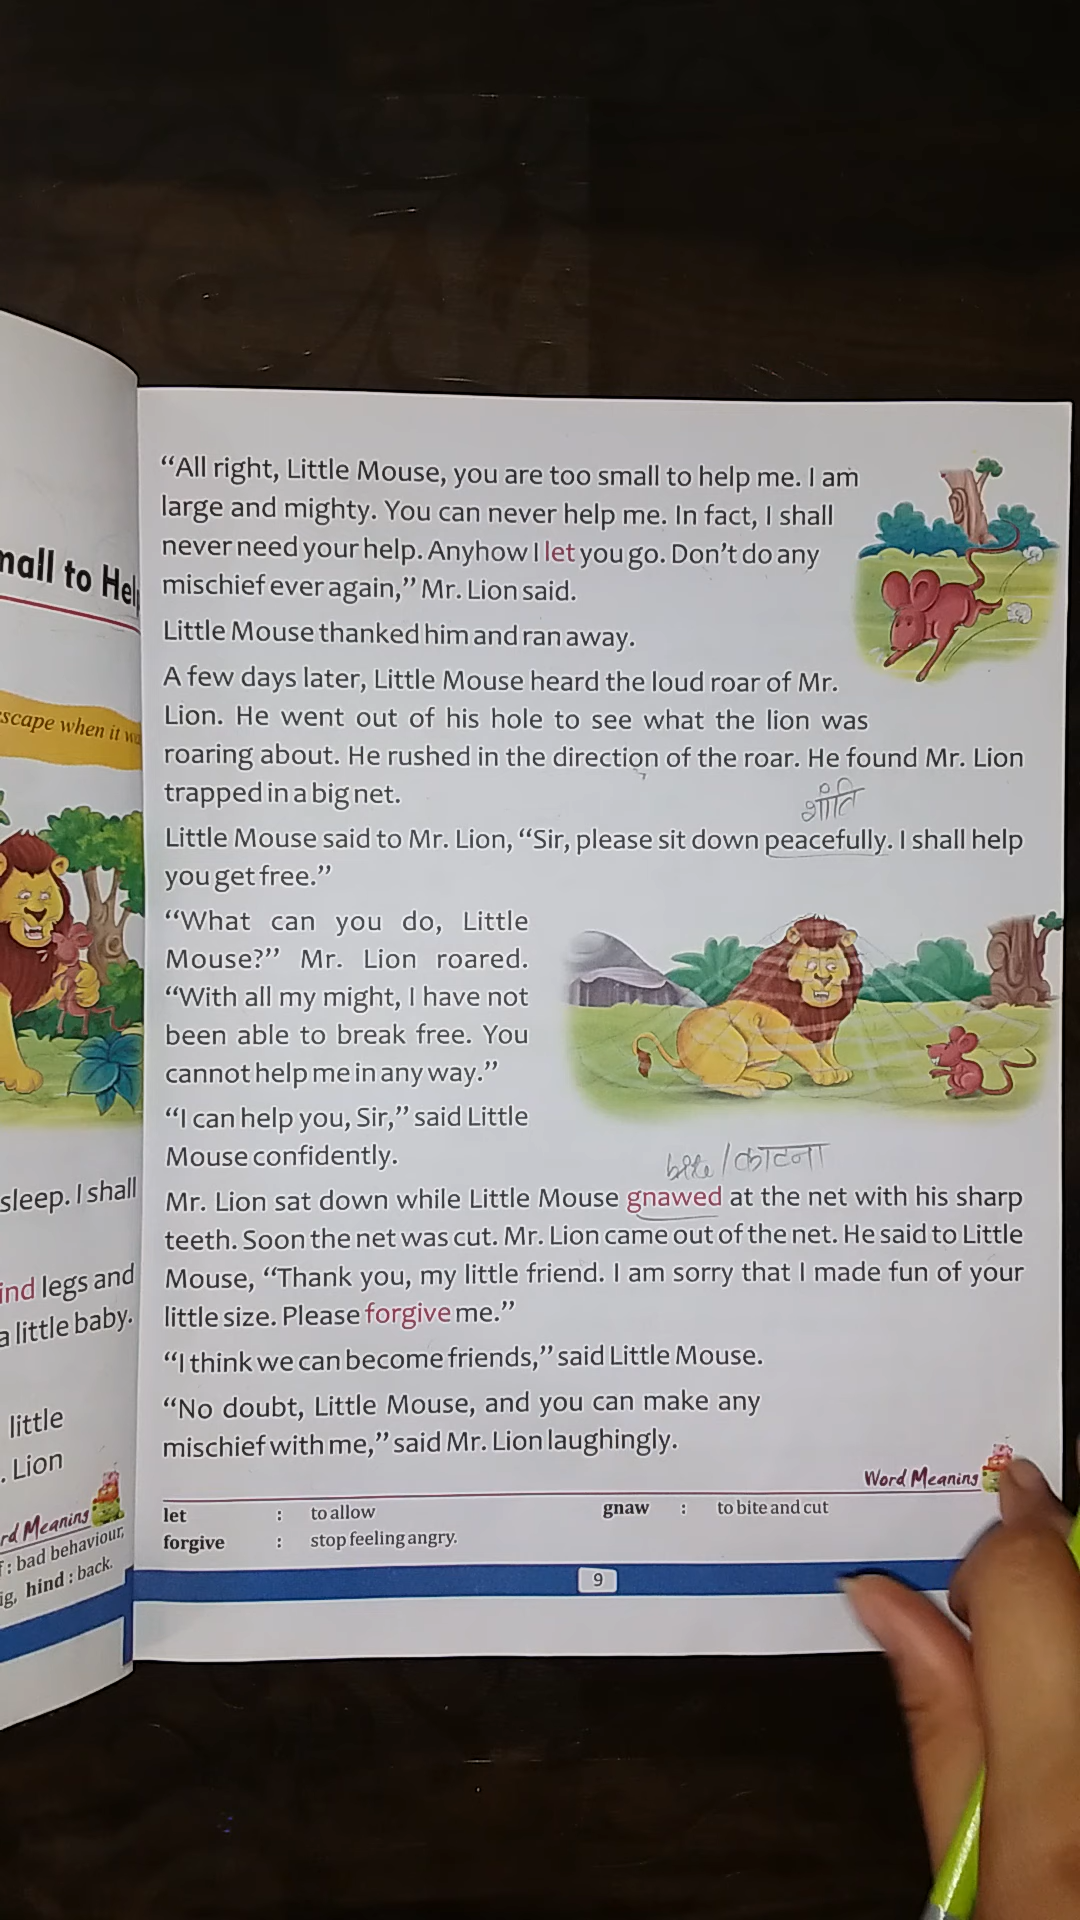 mall to Hel
scape when it wa
sleep. I shall
ind legs and
a little baby.
little
. Lion
rd Meaning
f : bad behaviour,
ig, hind : back.
“All right, Little Mouse, you are too small to help me. I am
large and mighty. You can never help me. In fact, I shall
never need your help. Anyhow I let you go. Don’t do any
mischief ever again,” Mr. Lion said.
Little Mouse thanked him and ran away.
A few days later, Little Mouse heard the loud roar of Mr.
Lion. He went out of his hole to see what the lion was
roaring about. He rushed in the direction of the roar. He found Mr. Lion
trapped in a big net.
शांति
Little Mouse said to Mr. Lion, “Sir, please sit down peacefully. I shall help
you get free.”
“What can you do, Little
Mouse?” Mr. Lion roared.
“With all my might, I have not
been able to break free. You
cannot help me in any way.”
“I can help you, Sir,” said Little
Mouse confidently.
bite / काटना
Mr. Lion sat down while Little Mouse gnawed at the net with his sharp
teeth. Soon the net was cut. Mr. Lion came out of the net. He said to Little
Mouse, “Thank you, my little friend. I am sorry that I made fun of your
little size. Please forgive me.”
“I think we can become friends,” said Little Mouse.
“No doubt, Little Mouse, and you can make any
mischief with me,” said Mr. Lion laughingly.
Word Meaning
let : to allow gnaw : to bite and cut
forgive : stop feeling angry.
9